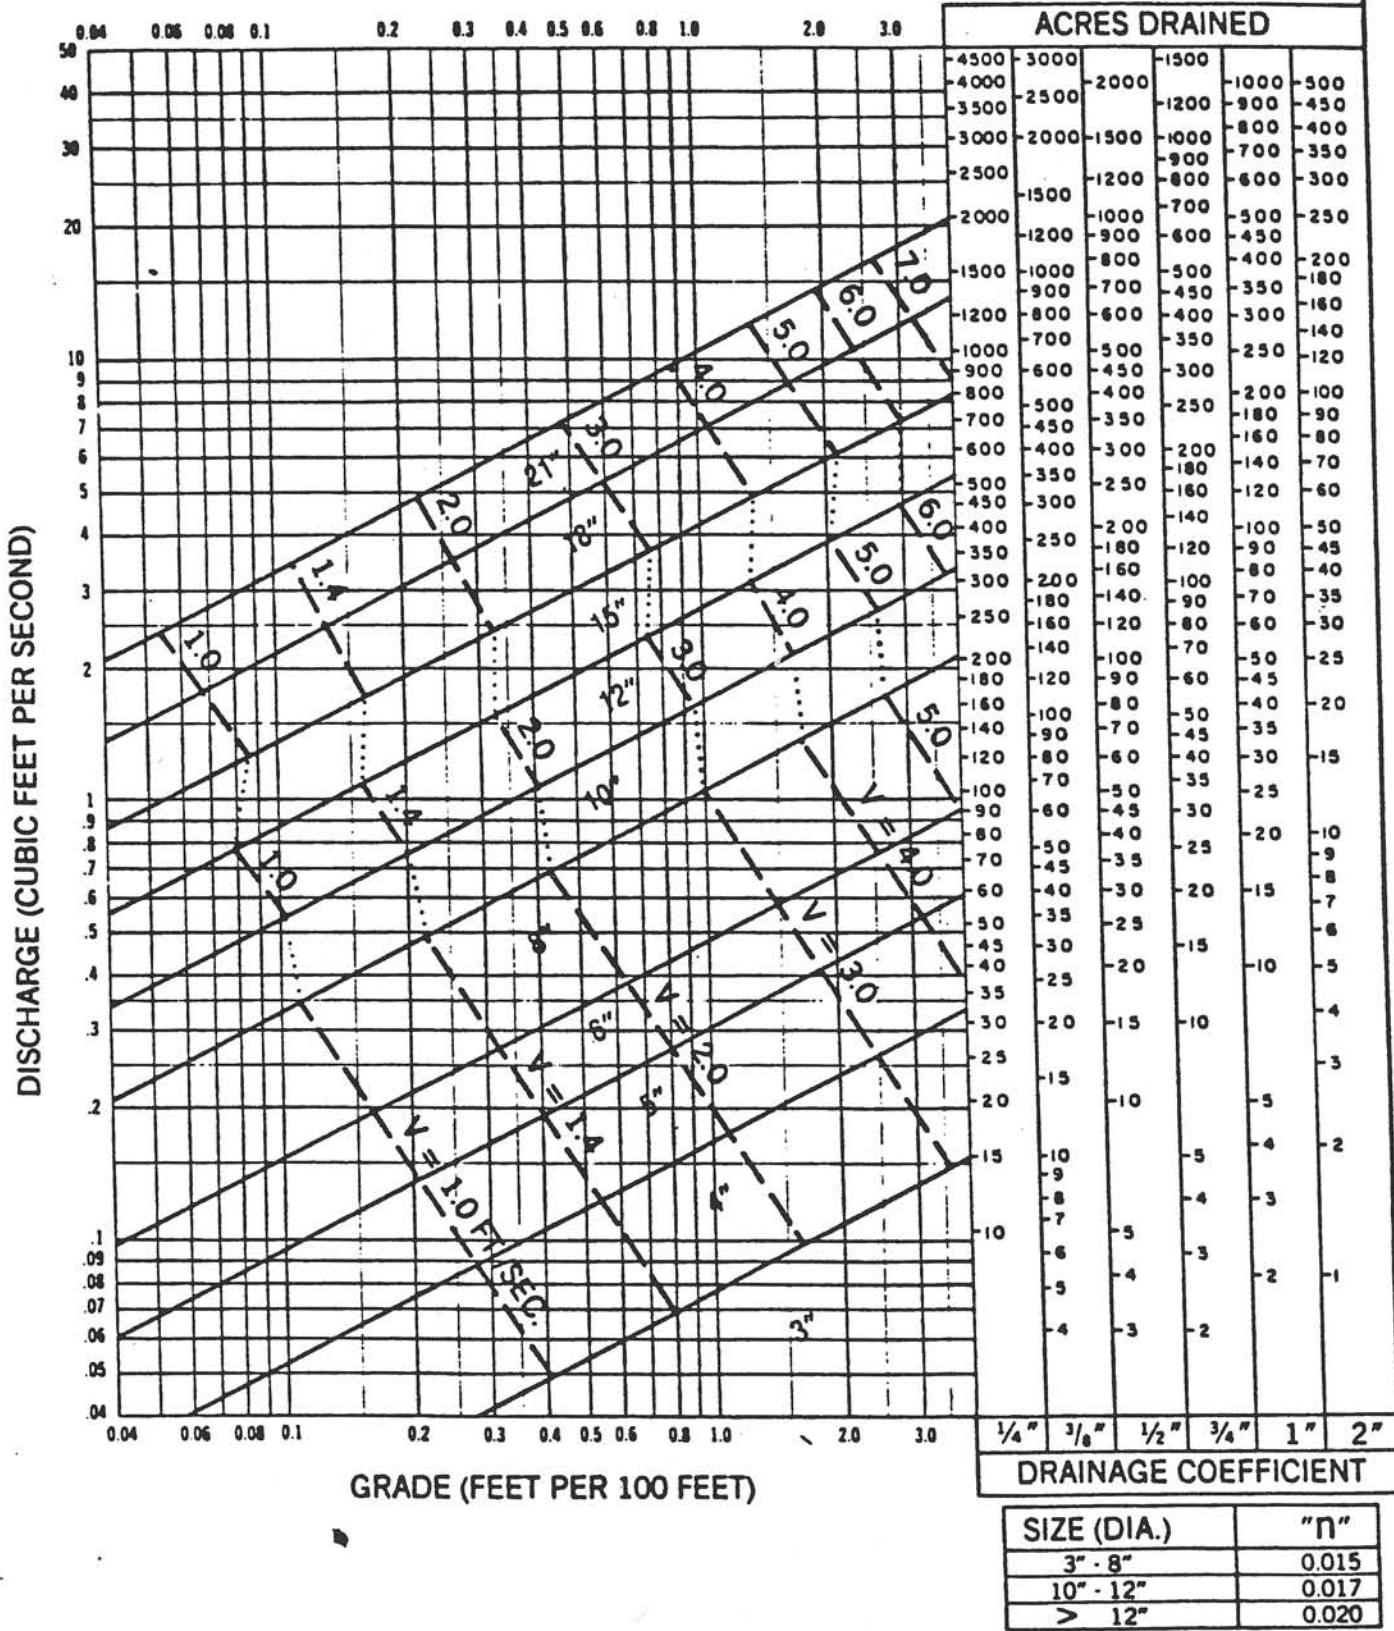 0.04 0.06 0.08 0.1 0.2 0.3 0.4 0.5 0.6 0.8 1.0 2.0 3.0
ACRES DRAINED
50
40
30
20
10
9
8
7
6
5
4
3
2
1
.9
.8
.7
.6
.5
.4
.3
.2
.1
.09
.08
.07
.06
.05
.04
DISCHARGE (CUBIC FEET PER SECOND)
7.0
6.0
5.0
4.0
3.0
2.0
1.4
1.0
21"
18"
15"
6.0
5.0
4.0
3.0
2.0
1.4
1.0
12"
10"
5.0
V = 4.0
V = 3.0
V = 2.0
V = 1.4
V = 1.0 FT / SEC.
8"
6"
5"
4"
3"
4500 3000 1500
4000 2000 1000 500
3500 2500 1200 900 450
800 400
3000 2000 1500 1000
900 700 350
2500 1200 800 600 300
1500 700
2000 1000 500 250
1200 900 600 450
800 400 200
1500 1000 500 180
900 700 450 350 160
1200 800 600 400 300
700 350 140
1000 500 250 120
900 600 450 300
800 400 200 100
500 250 180 90
700 450 350 160 80
600 400 300 200
350 180 140 70
500 250 160 120 60
450 300 140
400 250 200 100 50
350 180 120 90 45
300 200 160 100 80 40
180 140 90 70 35
250 160 120 80 60 30
140 70
200 100 50 25
180 120 90 60 45
160 80 40 20
140 100 70 50 35
90 45
120 80 60 40 30 15
70 35
100 50 25
90 60 45 30
80 40 20 10
50 25 9
70 45 35 8
60 40 30 20 15
35 7
50 25 6
45 30 15
40 20 10 5
35 25
30 20 15 10 4
25 3
15
20 10 5
4 2
15 10 5
9
8 4 3
7
10 5
6 3
4 2 1
5
4 3 2
1/4" 3/8" 1/2" 3/4" 1" 2"
0.04 0.06 0.08 0.1 0.2 0.3 0.4 0.5 0.6 0.8 1.0 2.0 3.0
DRAINAGE COEFFICIENT
GRADE (FEET PER 100 FEET)
SIZE (DIA.) "n"
3" - 8" 0.015
10" - 12" 0.017
> 12" 0.020